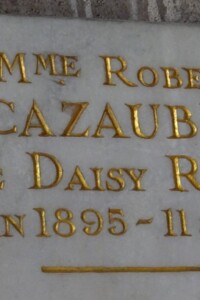 Mme Robe
CAZAUB
e Daisy R
n 1895 - 11